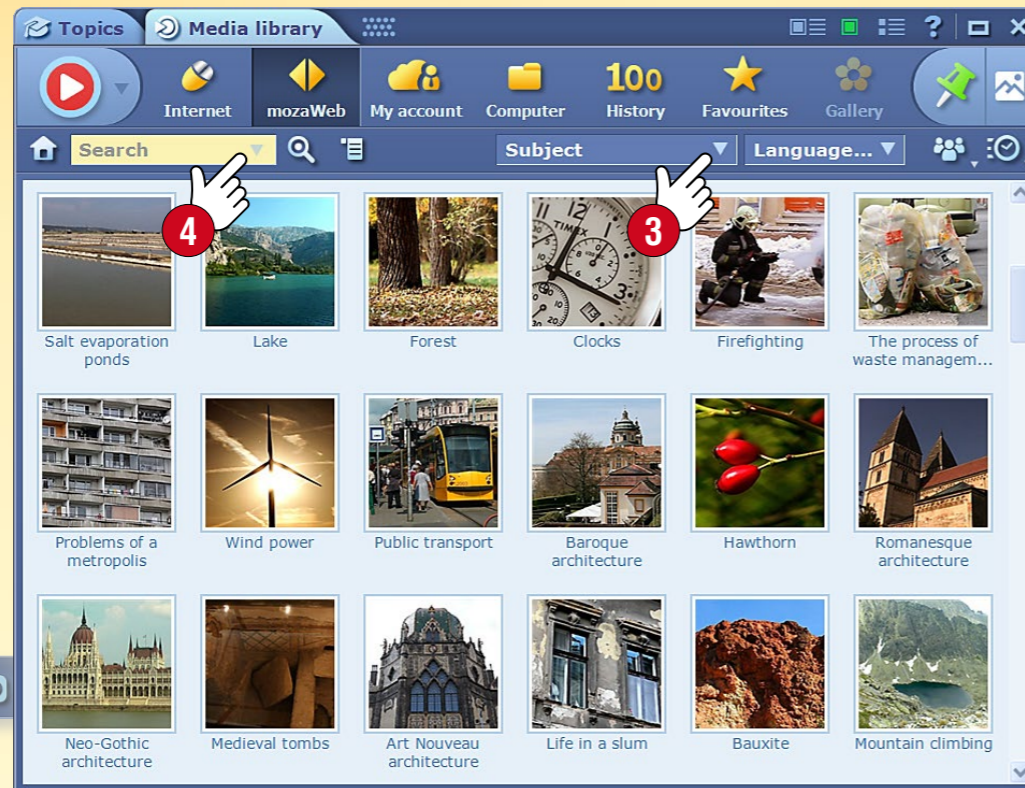 Topics Media library ?
Internet mozaWeb My account Computer 100 History Favourites Gallery
Search Subject Language...
4 3
Salt evaporation ponds
Lake
Forest
Clocks
Firefighting
The process of waste managem...
Problems of a metropolis
Wind power
Public transport
Baroque architecture
Hawthorn
Romanesque architecture
Neo-Gothic architecture
Medieval tombs
Art Nouveau architecture
Life in a slum
Bauxite
Mountain climbing